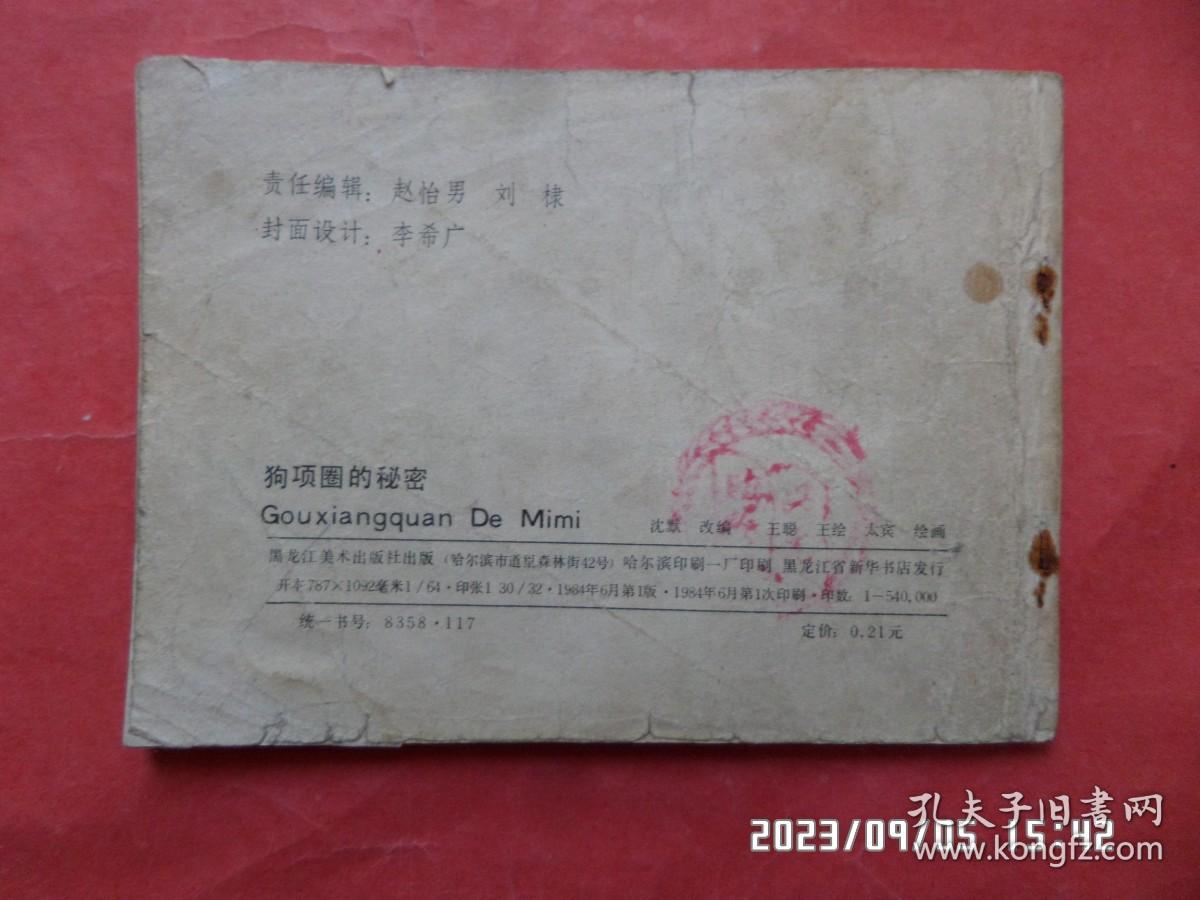 责任编辑：赵怡男 刘 棣
封面设计：李希广
狗项圈的秘密
Gouxiangquan De Mimi
沈默 改编 王聪 王绘 太宾 绘画
黑龙江美术出版社出版（哈尔滨市道里森林街42号）哈尔滨印刷一厂印刷 黑龙江省新华书店发行
开本787×1092毫米1/64·印张1 30/32·1984年6月第1版·1984年6月第1次印刷·印数：1—540,000
统一书号：8358·117 定价：0.21元
孔夫子旧書网
2023/09/05 15:42
www.kongfz.com